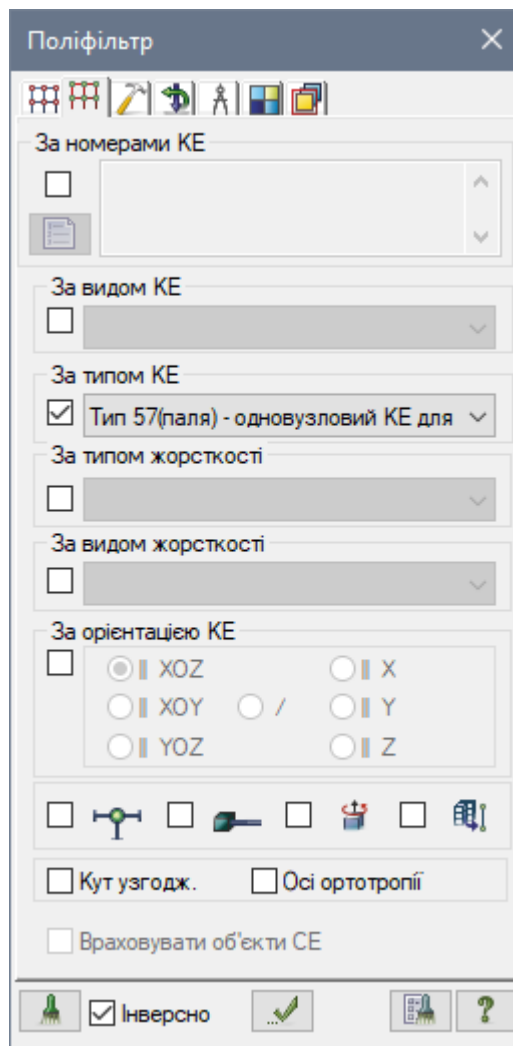 Поліфільтр
За номерами КЕ
За видом КЕ
За типом КЕ
Тип 57(паля) - одновузловий КЕ для
За типом жорсткості
За видом жорсткості
За орієнтацією КЕ
XOZ X
XOY / Y
YOZ Z
Кут узгодж. Осі ортотропії
Враховувати об'єкти СЕ
Інверсно ?